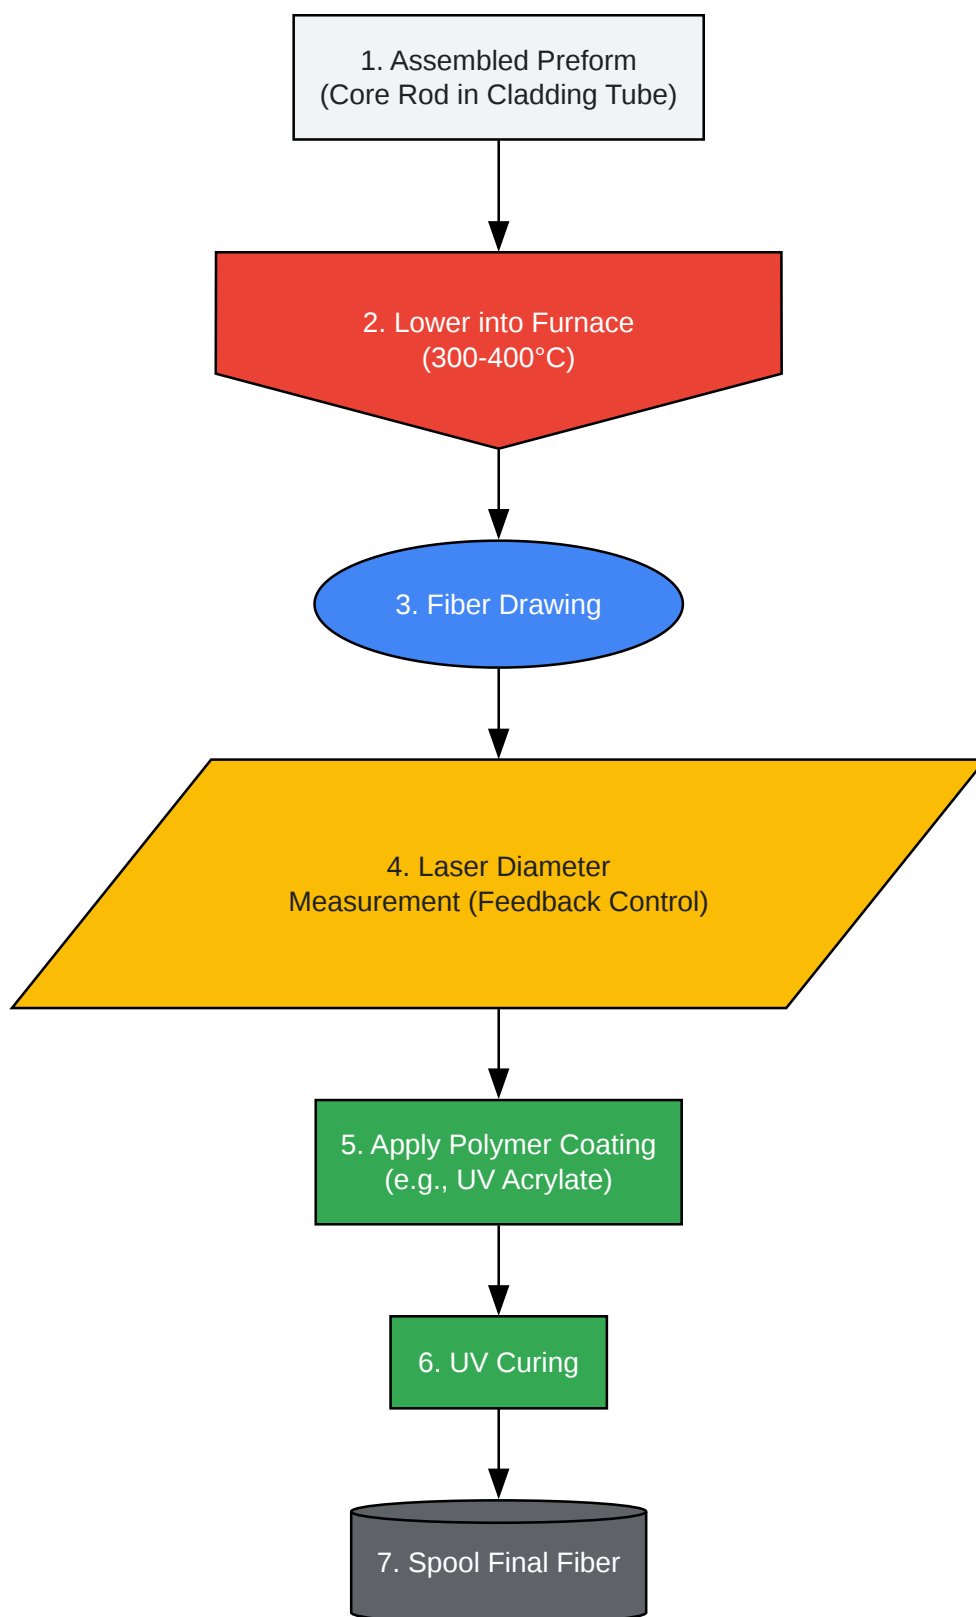 1. Assembled Preform
(Core Rod in Cladding Tube)
2. Lower into Furnace
(300-400°C)
3. Fiber Drawing
4. Laser Diameter
Measurement (Feedback Control)
5. Apply Polymer Coating
(e.g., UV Acrylate)
6. UV Curing
7. Spool Final Fiber